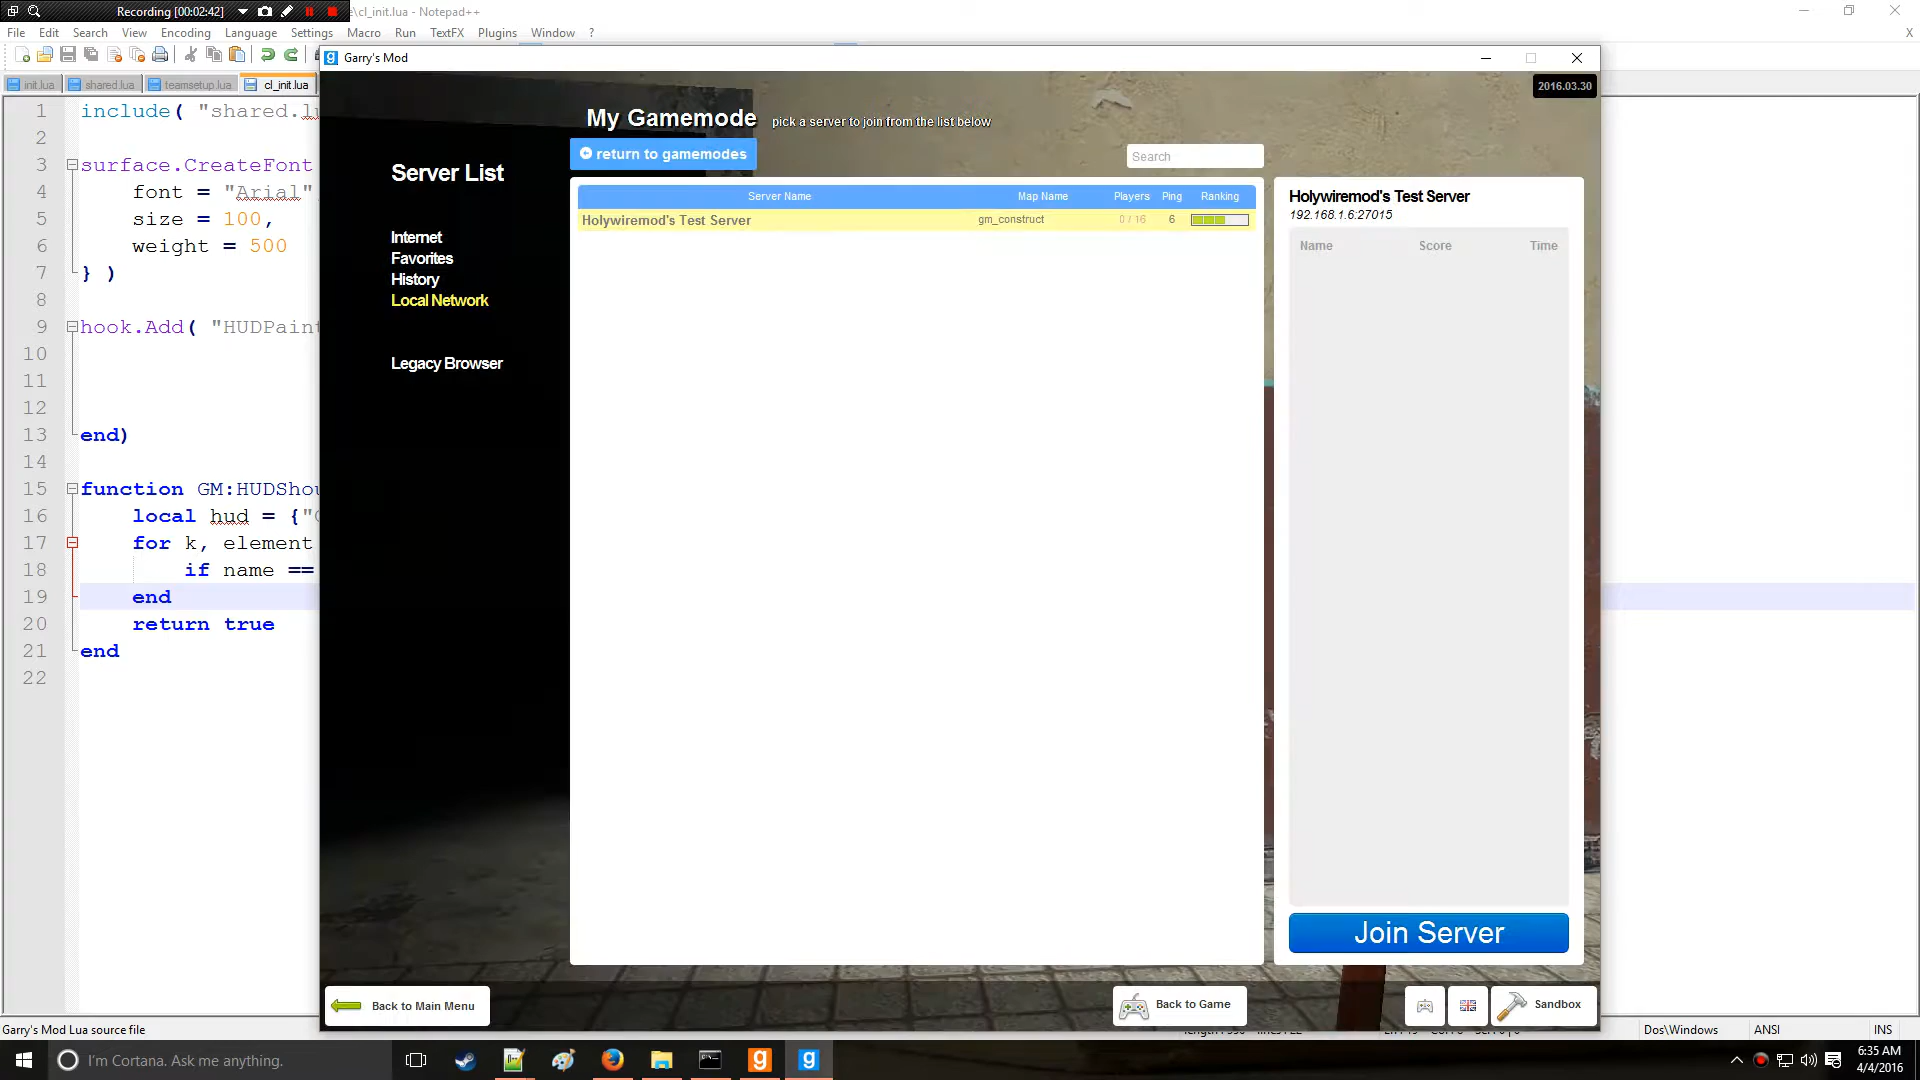 Recording [00:02:42]
\cl_init.lua - Notepad++
File Edit Search View Encoding Language Settings Macro Run TextFX Plugins Window ? X
init.lua shared.lua teamsetup.lua cl_init.lua
1 include( "shared.lu
2
3 surface.CreateFont
4 font = "Arial"
5 size = 100,
6 weight = 500
7 } )
8
9 hook.Add( "HUDPaint
10
11
12
13 end)
14
15 function GM:HUDShou
16 local hud = {"
17 for k, element
18 if name ==
19 end
20 return true
21 end
22
Garry's Mod
2016.03.30
My Gamemode pick a server to join from the list below
return to gamemodes
Search
Server List
Internet
Favorites
History
Local Network
Legacy Browser
Server Name Map Name Players Ping Ranking
Holywiremod's Test Server gm_construct 0 / 16 6
Holywiremod's Test Server
192.168.1.6:27015
Name Score Time
Join Server
Back to Main Menu
Back to Game
Sandbox
Garry's Mod Lua source file
Dos\Windows ANSI INS
I'm Cortana. Ask me anything.
6:35 AM
4/4/2016